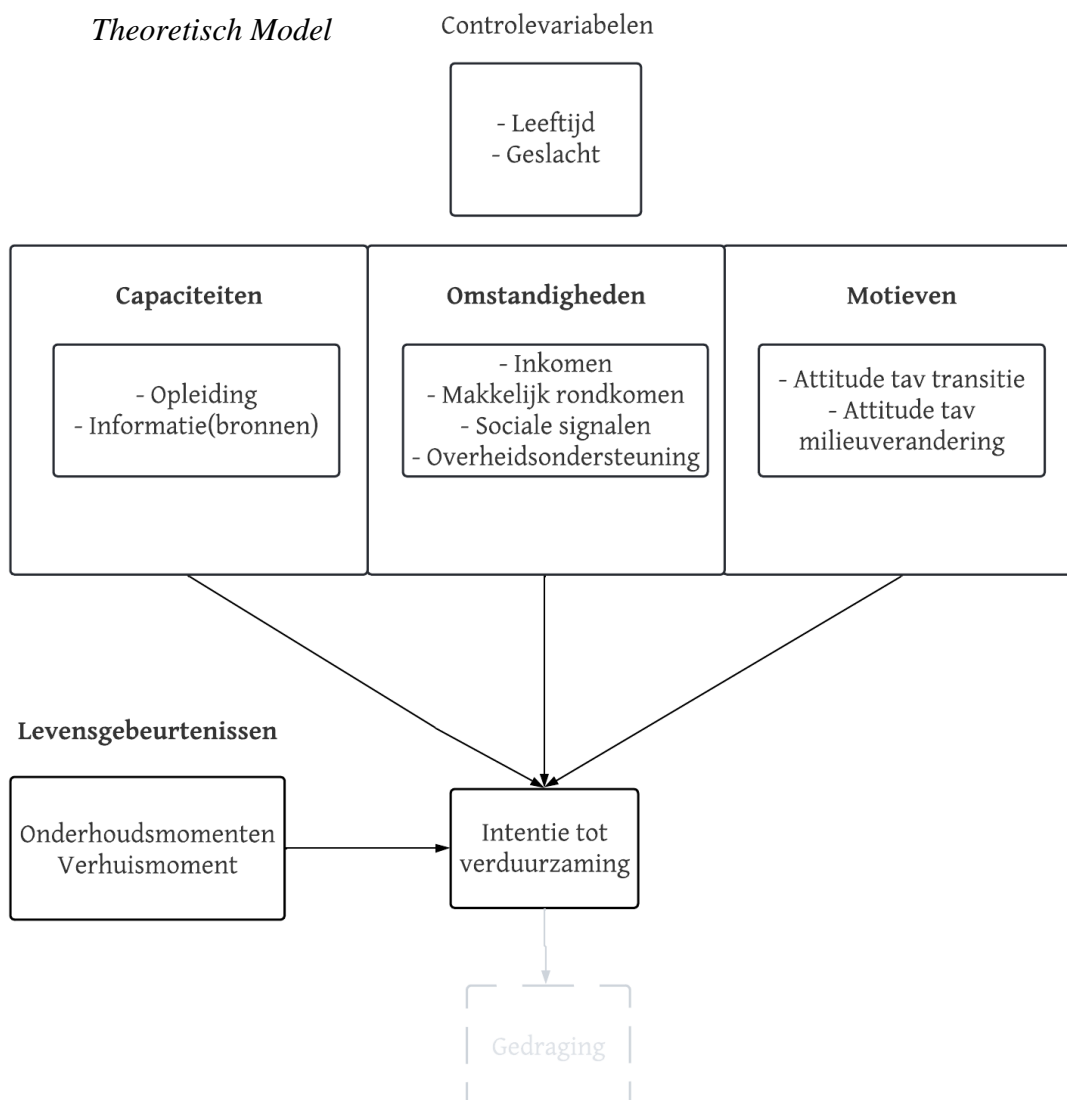 Theoretisch Model
Controlevariabelen
- Leeftijd
- Geslacht
Capaciteiten
- Opleiding
- Informatie(bronnen)
Omstandigheden
- Inkomen
- Makkelijk rondkomen
- Sociale signalen
- Overheidsondersteuning
Motieven
- Attitude tav transitie
- Attitude tav
milieuverandering
Levensgebeurtenissen
Onderhoudsmomenten
Verhuismoment
Intentie tot
verduurzaming
Gedraging